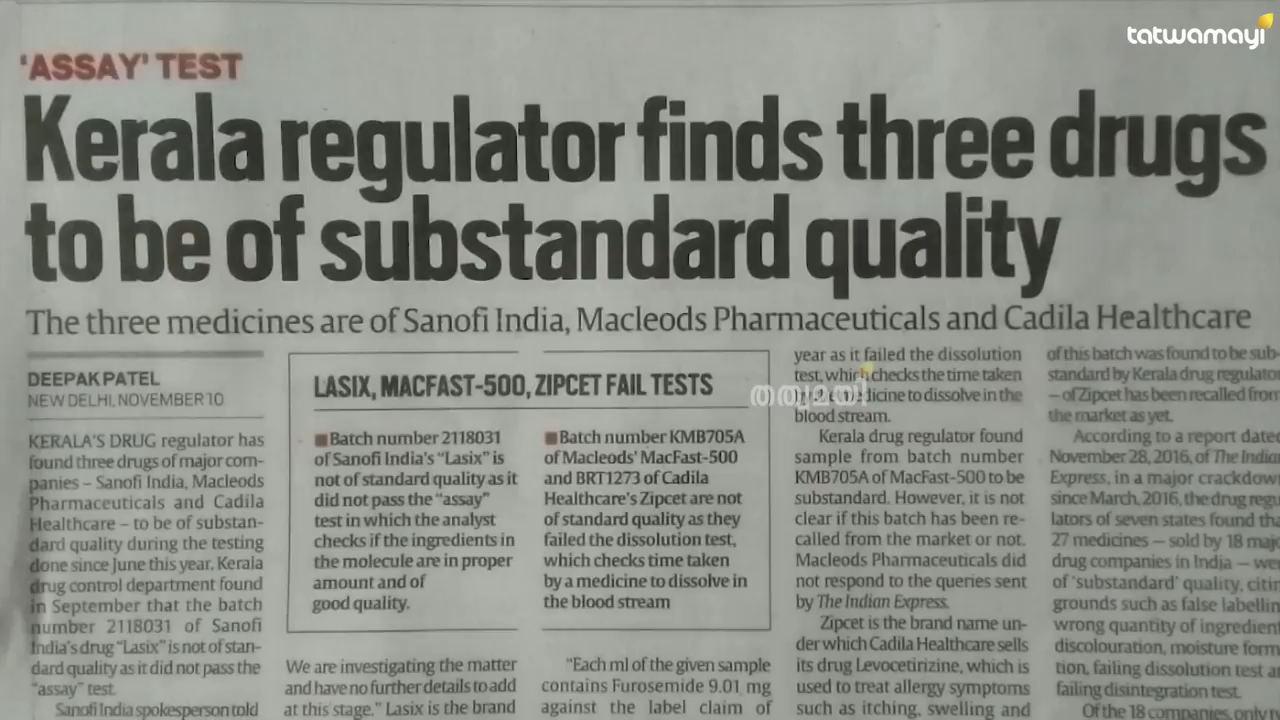 tatwamayi
'ASSAY' TEST
Kerala regulator finds three drugs
to be of substandard quality
The three medicines are of Sanofi India, Macleods Pharmaceuticals and Cadila Healthcare
DEEPAK PATEL
NEW DELHI, NOVEMBER 10
KERALA'S DRUG regulator has
found three drugs of major com-
panies – Sanofi India, Macleods
Pharmaceuticals and Cadila
Healthcare – to be of substan-
dard quality during the testing
done since June this year. Kerala
drug control department found
in September that the batch
number 2118031 of Sanofi
India's drug "Lasix" is not of stan-
dard quality as it did not pass the
"assay" test.
Sanofi India spokesperson told
LASIX, MACFAST-500, ZIPCET FAIL TESTS
Batch number 2118031
of Sanofi India's "Lasix" is
not of standard quality as it
did not pass the "assay"
test in which the analyst
checks if the ingredients in
the molecule are in proper
amount and of
good quality.
Batch number KMB705A
of Macleods' MacFast-500
and BRT1273 of Cadila
Healthcare's Zipcet are not
of standard quality as they
failed the dissolution test,
which checks time taken
by a medicine to dissolve in
the blood stream
We are investigating the matter
and have no further details to add
at this stage." Lasix is the brand
"Each ml of the given sample
contains Furosemide 9.01 mg
against the label claim of
year as it failed the dissolution
test, which checks the time taken
blood stream.
Kerala drug regulator found
sample from batch number
KMB705A of MacFast-500 to be
substandard. However, it is not
clear if this batch has been re-
called from the market or not.
Macleods Pharmaceuticals did
not respond to the queries sent
by The Indian Express.
Zipcet is the brand name un-
der which Cadila Healthcare sells
its drug Levocetirizine, which is
used to treat allergy symptoms
such as itching, swelling and
തത്വമയി
of this batch was found to be sub-
standard by Kerala drug regulator
– of Zipcet has been recalled from
the market as yet.
According to a report dated
November 28, 2016, of The Indian
Express, in a major crackdown
since March, 2016, the drug regu-
lators of seven states found tha
27 medicines – sold by 18 majo
drug companies in India – wer
of 'substandard' quality, citin
grounds such as false labellin
wrong quantity of ingredient
discolouration, moisture form
tion, failing dissolution test a
failing disintegration test.
Of the 18 companies, only